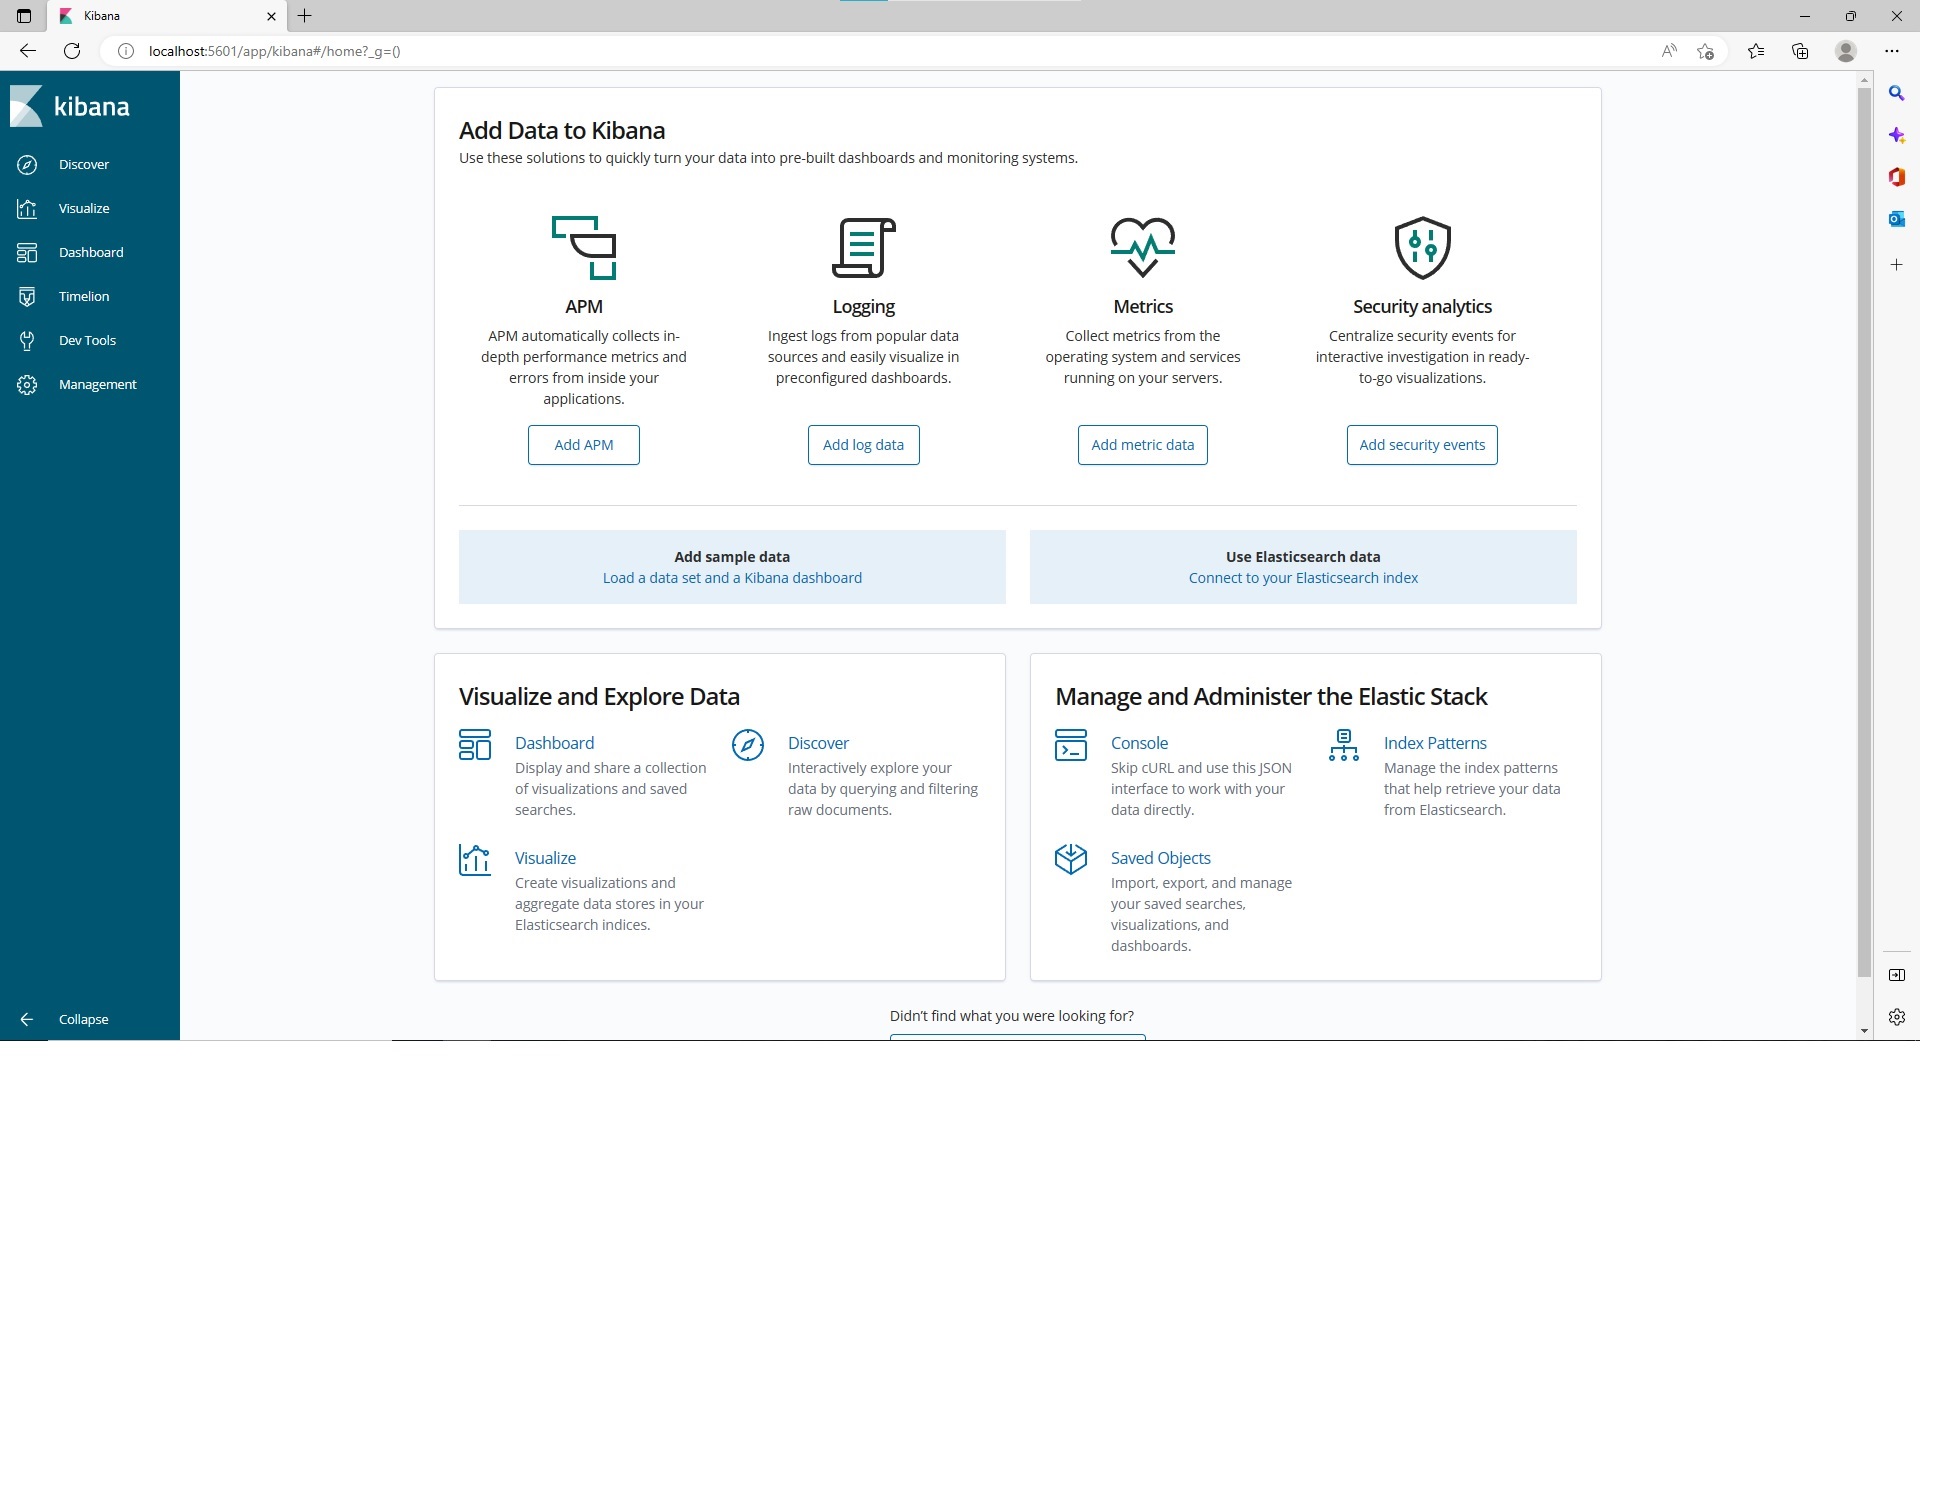 Kibana
localhost:5601/app/kibana#/home?_g=()
kibana
Discover
Visualize
Dashboard
Timelion
Dev Tools
Management
Collapse
Add Data to Kibana
Use these solutions to quickly turn your data into pre-built dashboards and monitoring systems.
APM
APM automatically collects in-
depth performance metrics and
errors from inside your
applications.
Add APM
Logging
Ingest logs from popular data
sources and easily visualize in
preconfigured dashboards.
Add log data
Metrics
Collect metrics from the
operating system and services
running on your servers.
Add metric data
Security analytics
Centralize security events for
interactive investigation in ready-
to-go visualizations.
Add security events
Add sample data
Load a data set and a Kibana dashboard
Use Elasticsearch data
Connect to your Elasticsearch index
Visualize and Explore Data
Dashboard
Display and share a collection
of visualizations and saved
searches.
Discover
Interactively explore your
data by querying and filtering
raw documents.
Visualize
Create visualizations and
aggregate data stores in your
Elasticsearch indices.
Manage and Administer the Elastic Stack
Console
Skip cURL and use this JSON
interface to work with your
data directly.
Index Patterns
Manage the index patterns
that help retrieve your data
from Elasticsearch.
Saved Objects
Import, export, and manage
your saved searches,
visualizations, and
dashboards.
Didn't find what you were looking for?